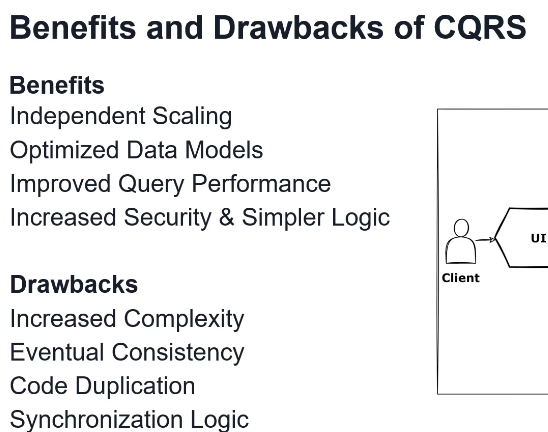 Benefits and Drawbacks of CQRS
Benefits
Independent Scaling
Optimized Data Models
Improved Query Performance
Increased Security & Simpler Logic
Drawbacks
Increased Complexity
Eventual Consistency
Code Duplication
Synchronization Logic
UI
Client